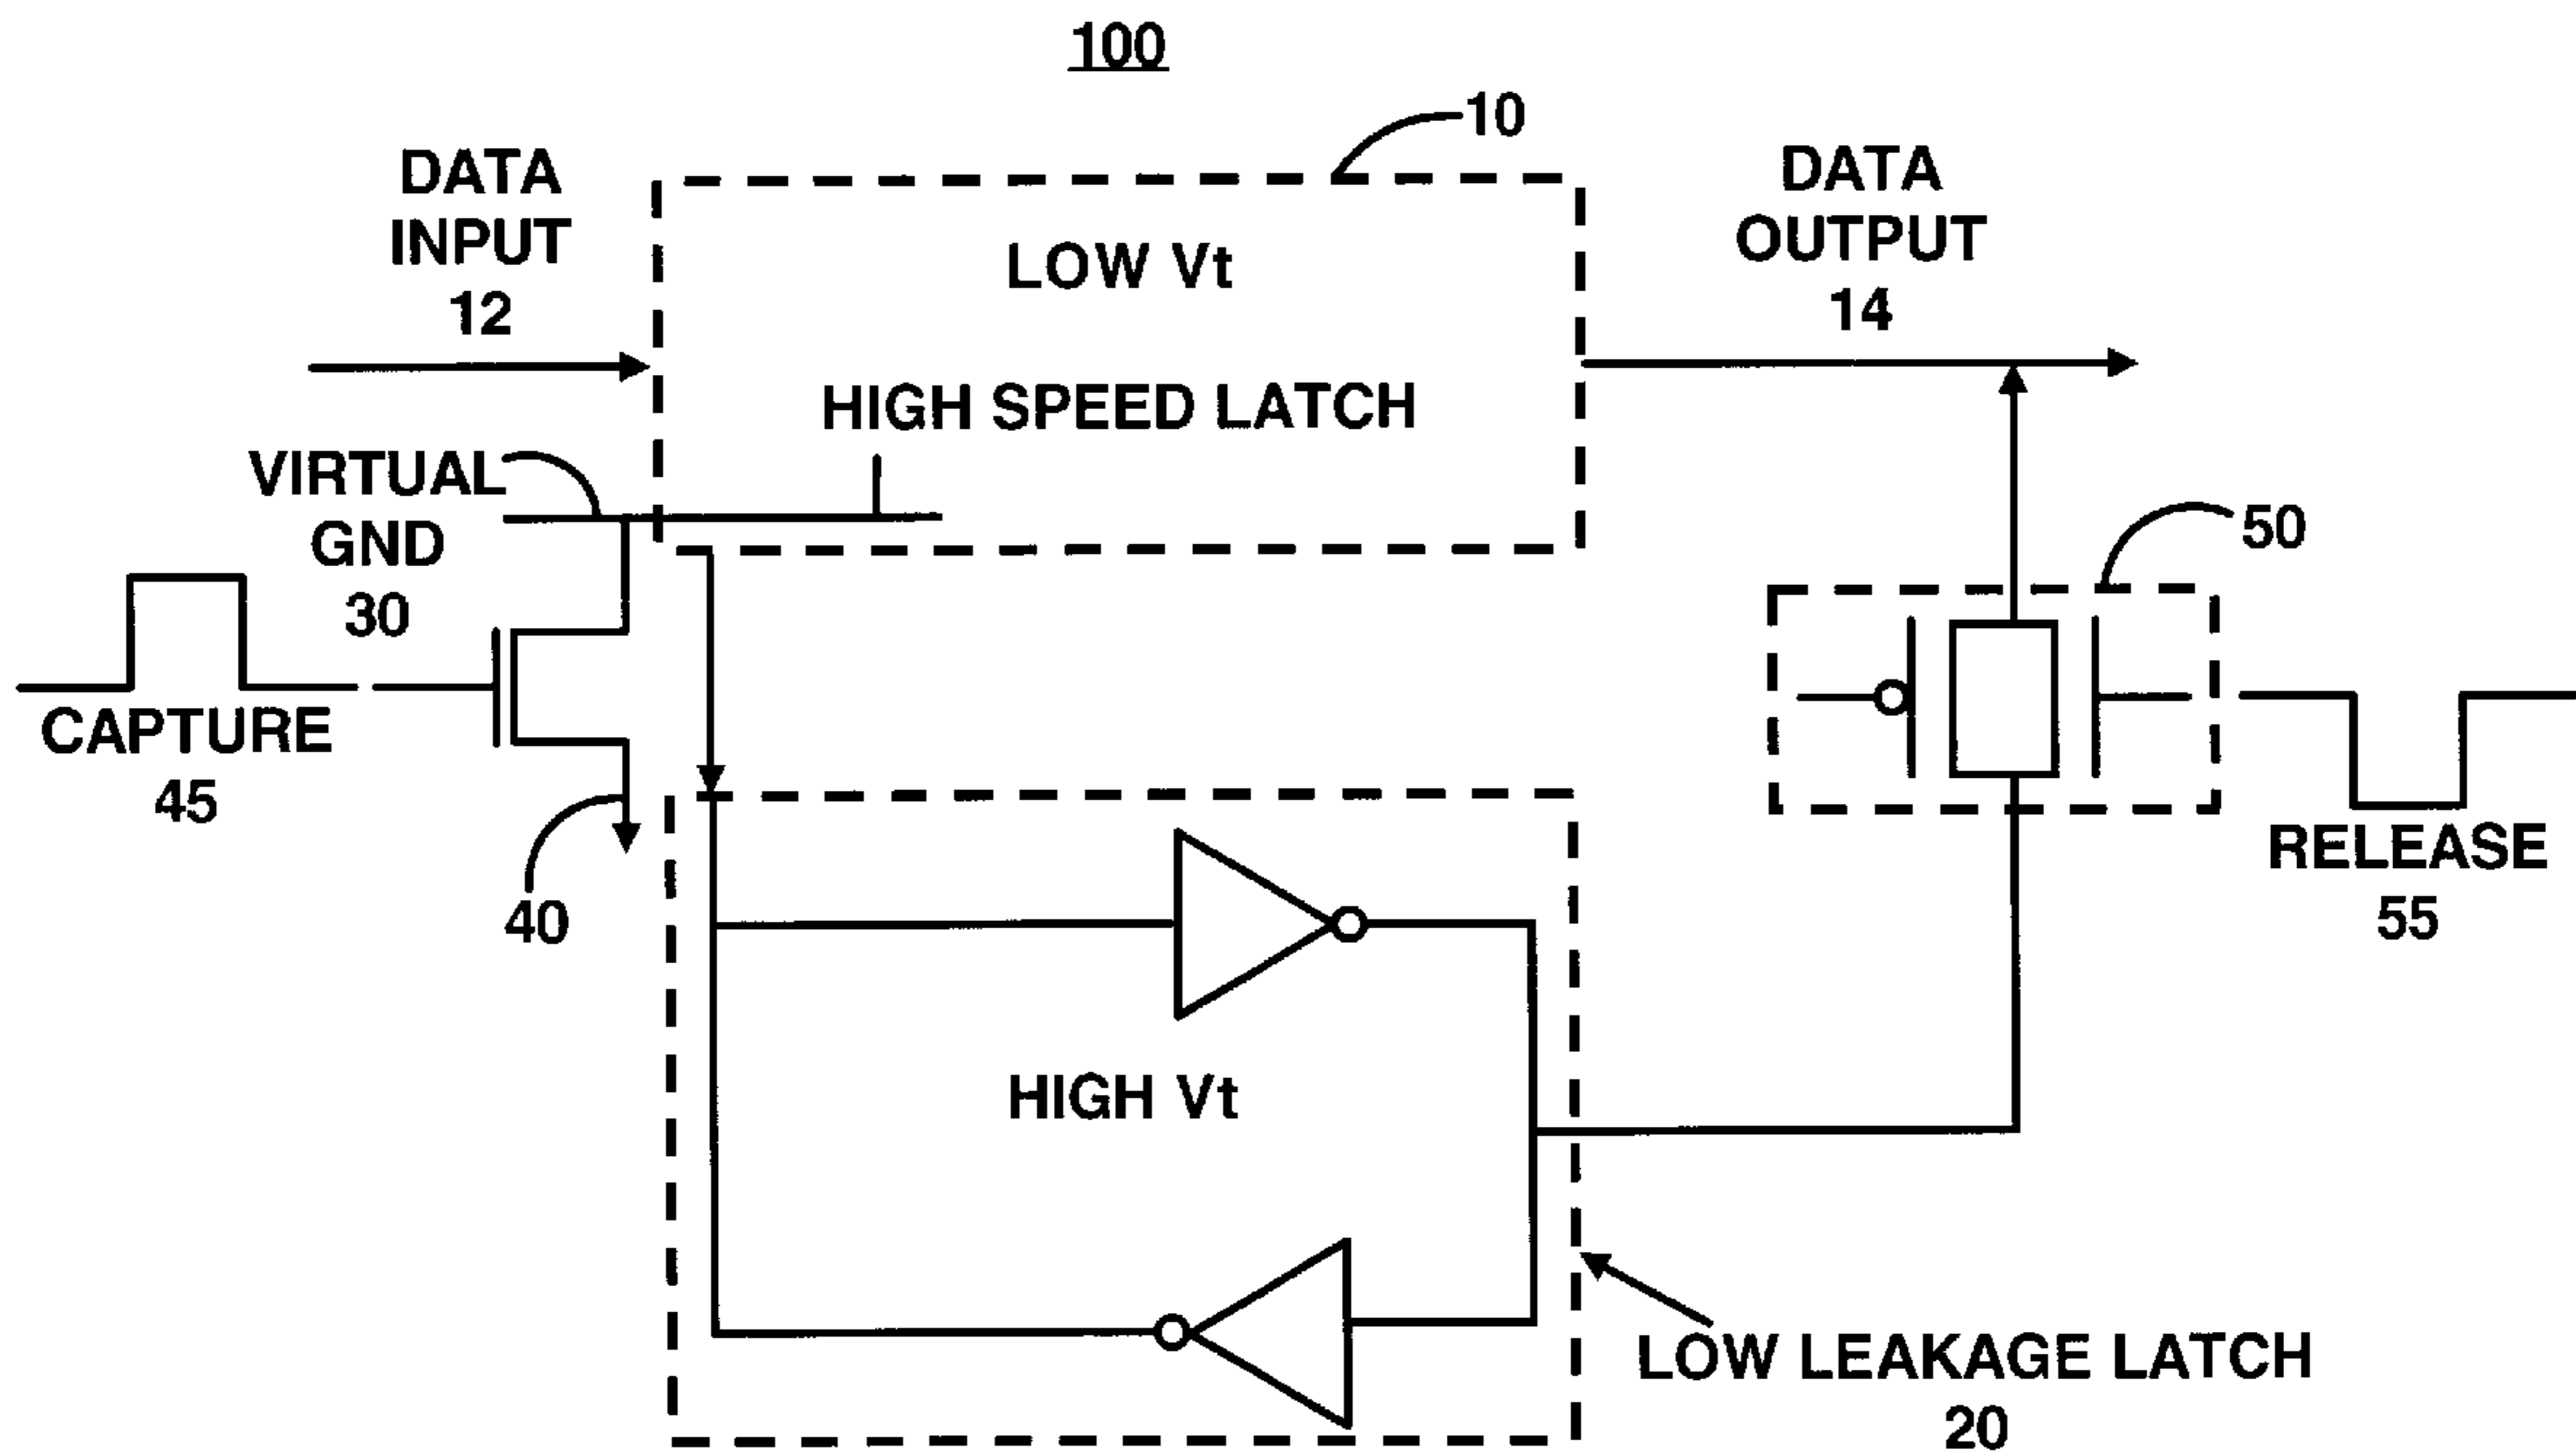 100
10
DATA
INPUT
12
LOW Vt
DATA
OUTPUT
14
HIGH SPEED LATCH
VIRTUAL
GND
30
50
CAPTURE
45
RELEASE
55
40
HIGH Vt
LOW LEAKAGE LATCH
20